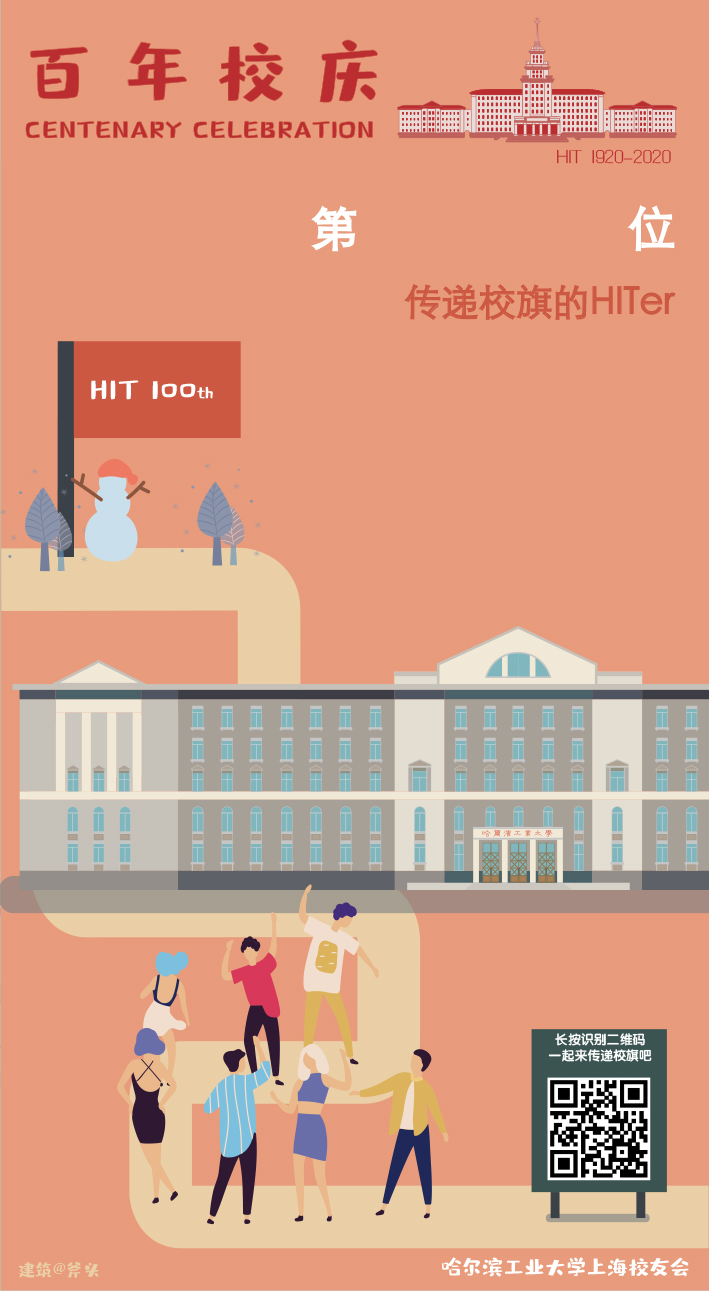 百年校庆
CENTENARY CELEBRATION
HIT 1920-2020
第 位
传递校旗的HITer
HIT 100th
哈爾濱工業大學
长按识别二维码
一起来传递校旗吧
建筑@斧头
哈尔滨工业大学上海校友会